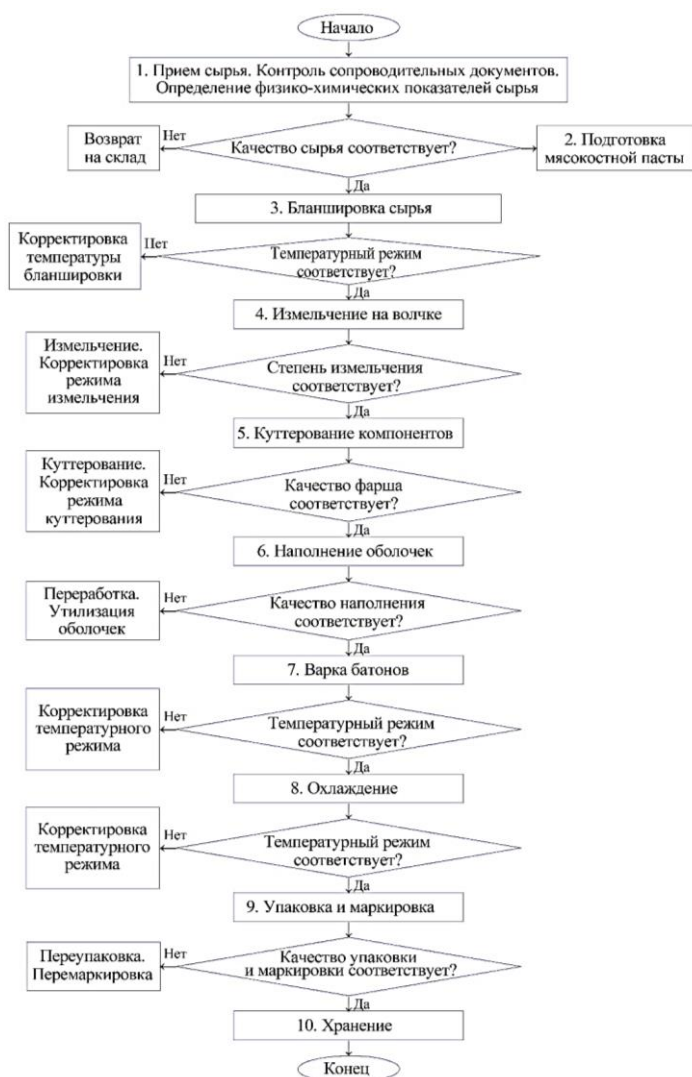 Начало
1. Прием сырья. Контроль сопроводительных документов.
Определение физико-химических показателей сырья
Возврат
на склад
Нет
Качество сырья соответствует?
2. Подготовка
мясокостной пасты
Да
3. Бланшировка сырья
Корректировка
температуры
бланшировки
Нет
Температурный режим
соответствует?
Да
4. Измельчение на волчке
Измельчение.
Корректировка
режима
измельчения
Нет
Степень измельчения
соответствует?
Да
5. Куттерование компонентов
Куттерование.
Корректировка
режима
куттерования
Нет
Качество фарша
соответствует?
Да
6. Наполнение оболочек
Переработка.
Утилизация
оболочек
Нет
Качество наполнения
соответствует?
Да
7. Варка батонов
Корректировка
температурного
режима
Нет
Температурный режим
соответствует?
Да
8. Охлаждение
Корректировка
температурного
режима
Нет
Температурный режим
соответствует?
Да
9. Упаковка и маркировка
Переупаковка.
Перемаркировка
Нет
Качество упаковки
и маркировки соответствует?
Да
10. Хранение
Конец